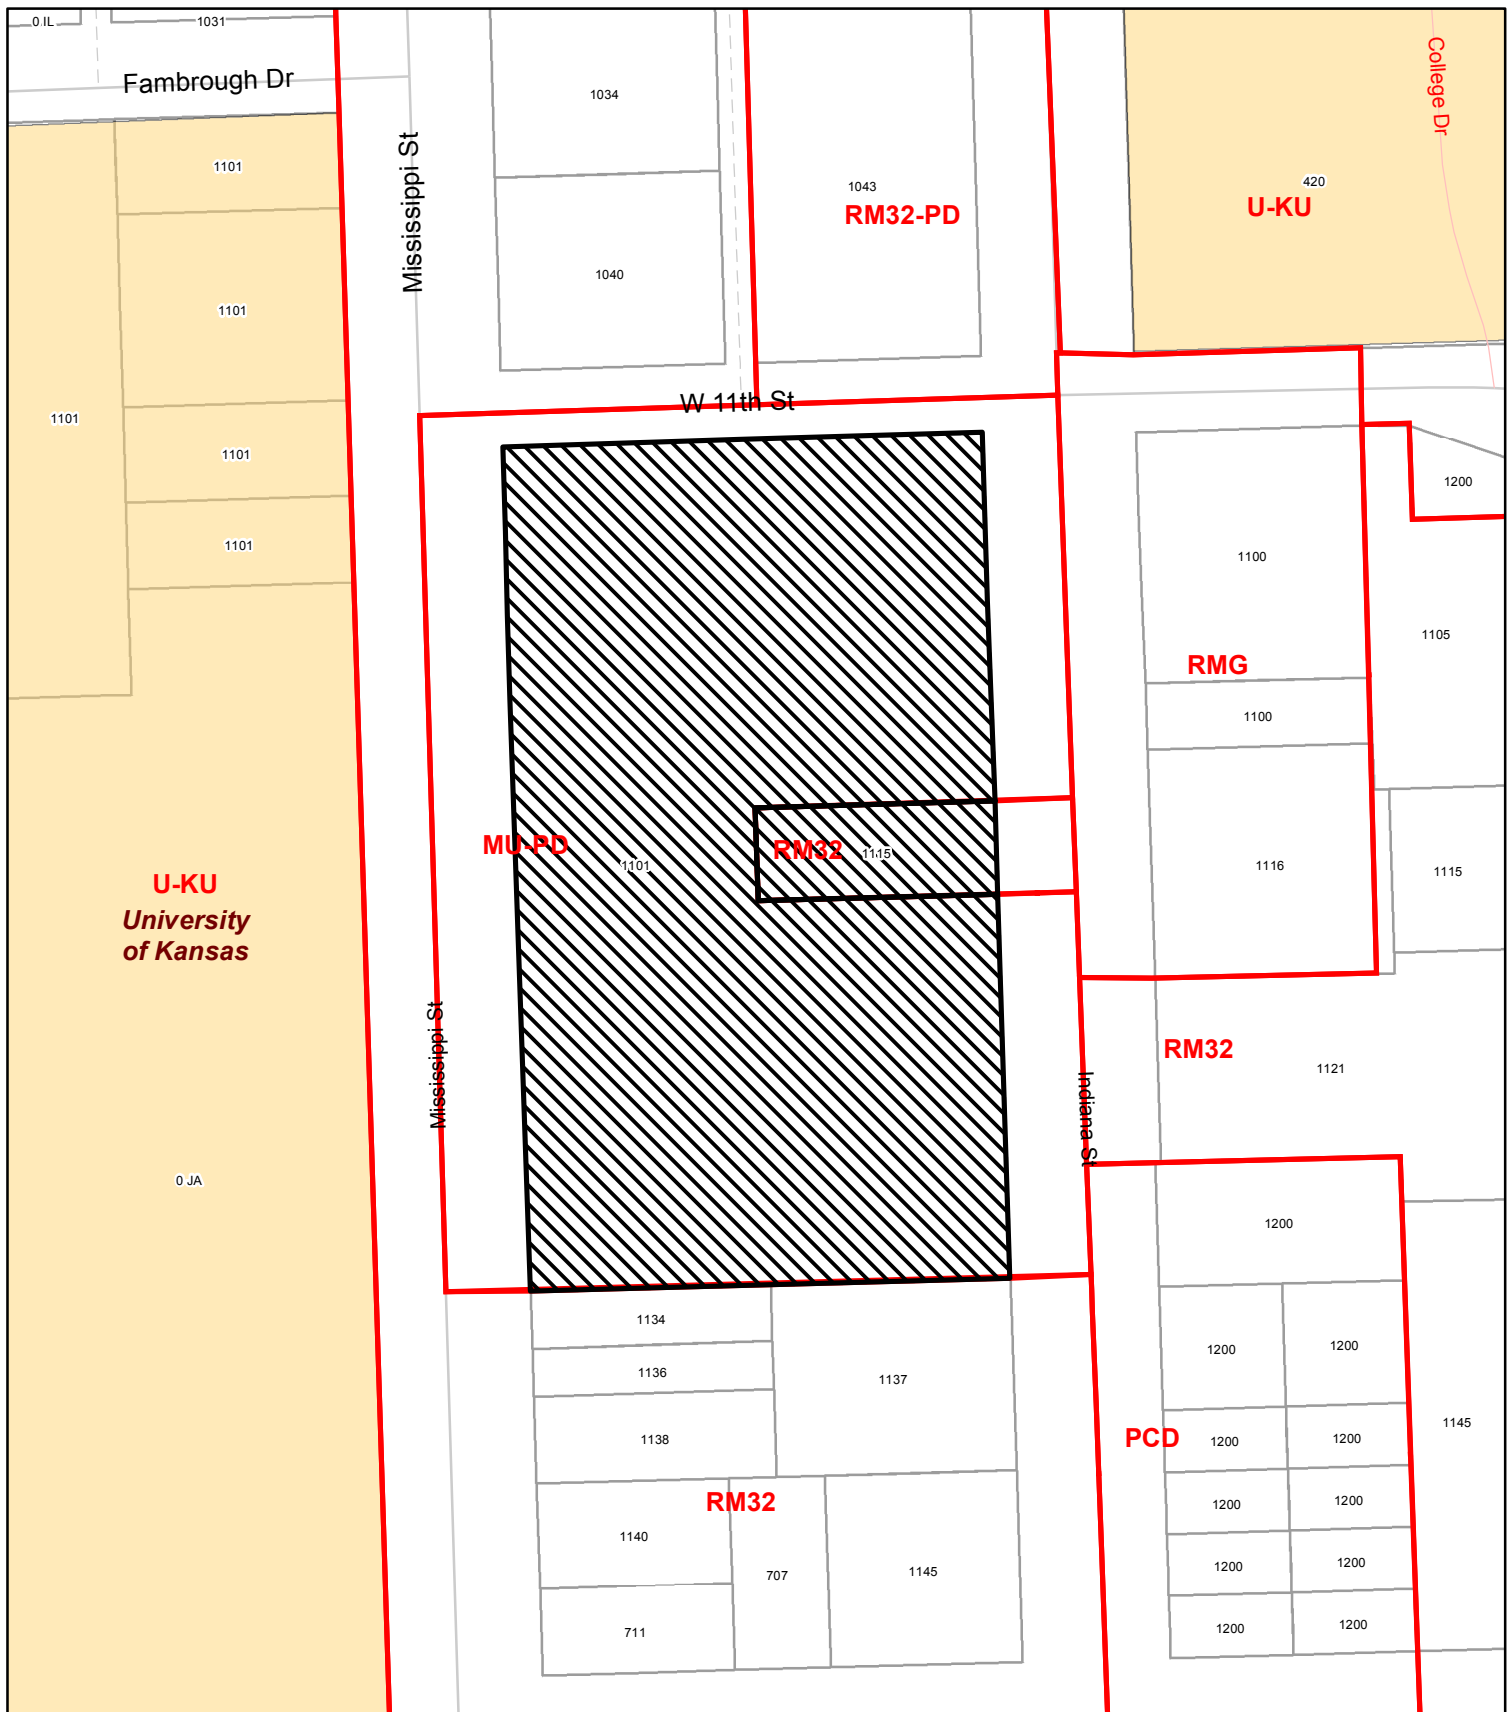 0 IL
1031
Fambrough Dr
College Dr
1034
1101
Mississippi St
1043
420
RM32-PD
U-KU
1040
1101
W 11th St
1101
1101
1200
1101
1100
1105
RMG
1100
MU-PD
RM32
1115
1101
1116
1115
U-KU
University
of Kansas
Mississippi St
RM32
1121
Indiana St
0 JA
1200
1134
1200
1200
1136
1137
1145
PCD
1138
1200
1200
RM32
1200
1200
1140
707
1145
1200
1200
711
1200
1200